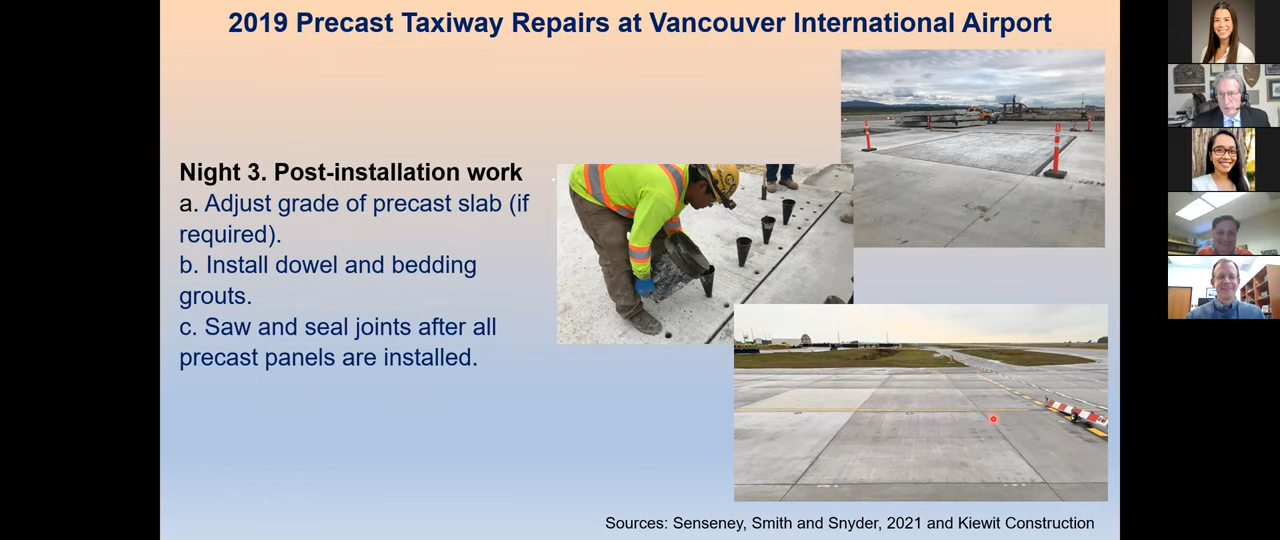 2019 Precast Taxiway Repairs at Vancouver International Airport
Night 3. Post-installation work
a. Adjust grade of precast slab (if
required).
b. Install dowel and bedding
grouts.
c. Saw and seal joints after all
precast panels are installed.
Sources: Senseney, Smith and Snyder, 2021 and Kiewit Construction